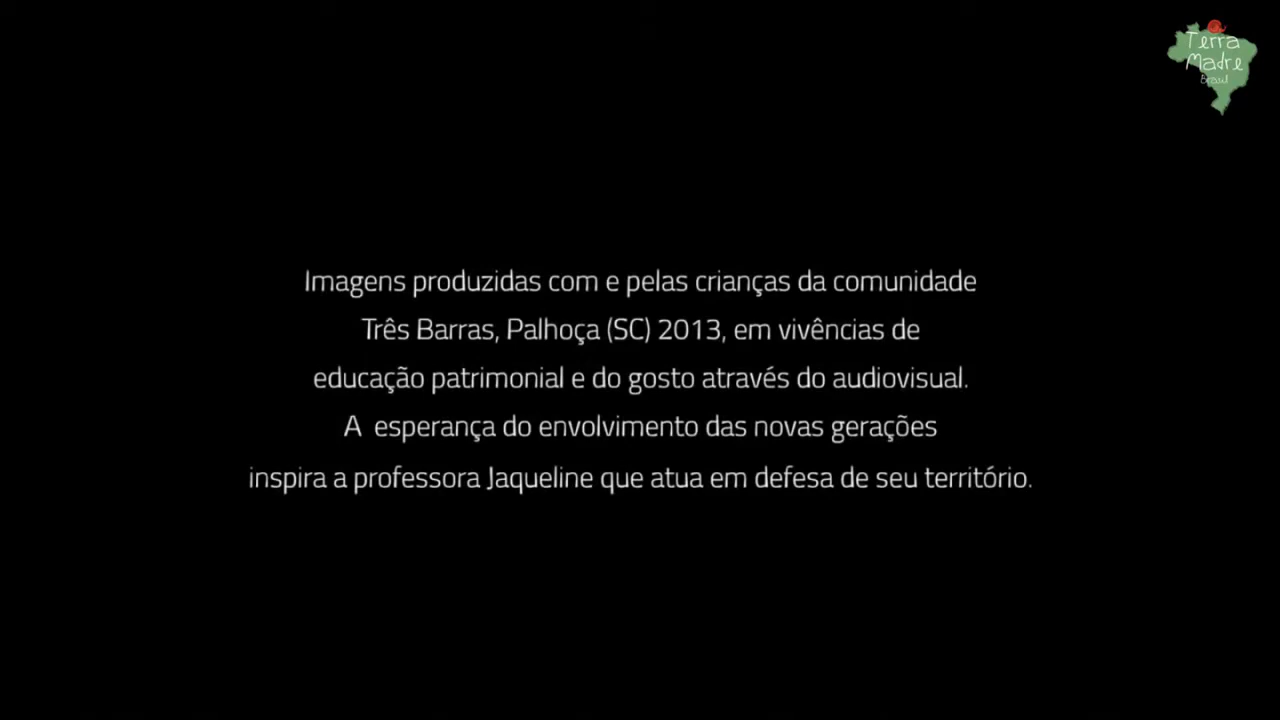 Terra
Madre
Brasil
Imagens produzidas com e pelas crianças da comunidade
Três Barras, Palhoça (SC) 2013, em vivências de
educação patrimonial e do gosto através do audiovisual.
A esperança do envolvimento das novas gerações
inspira a professora Jaqueline que atua em defesa de seu território.